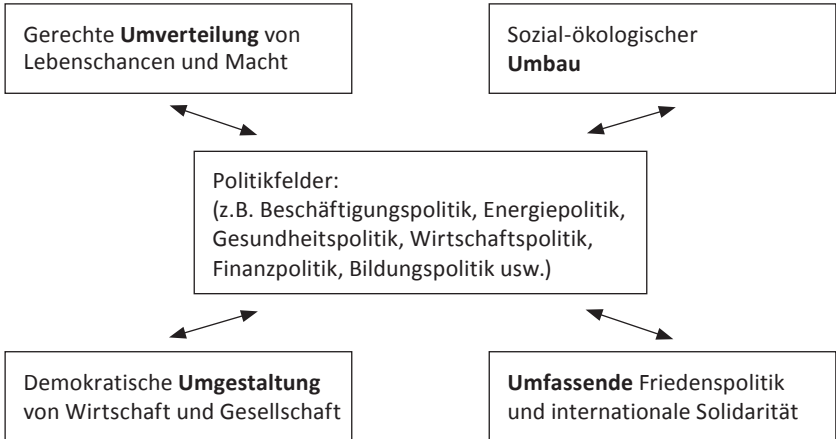 Gerechte Umverteilung von
Lebenschancen und Macht
Sozial-ökologischer
Umbau
Politikfelder:
(z.B. Beschäftigungspolitik, Energiepolitik,
Gesundheitspolitik, Wirtschaftspolitik,
Finanzpolitik, Bildungspolitik usw.)
Demokratische Umgestaltung
von Wirtschaft und Gesellschaft
Umfassende Friedenspolitik
und internationale Solidarität